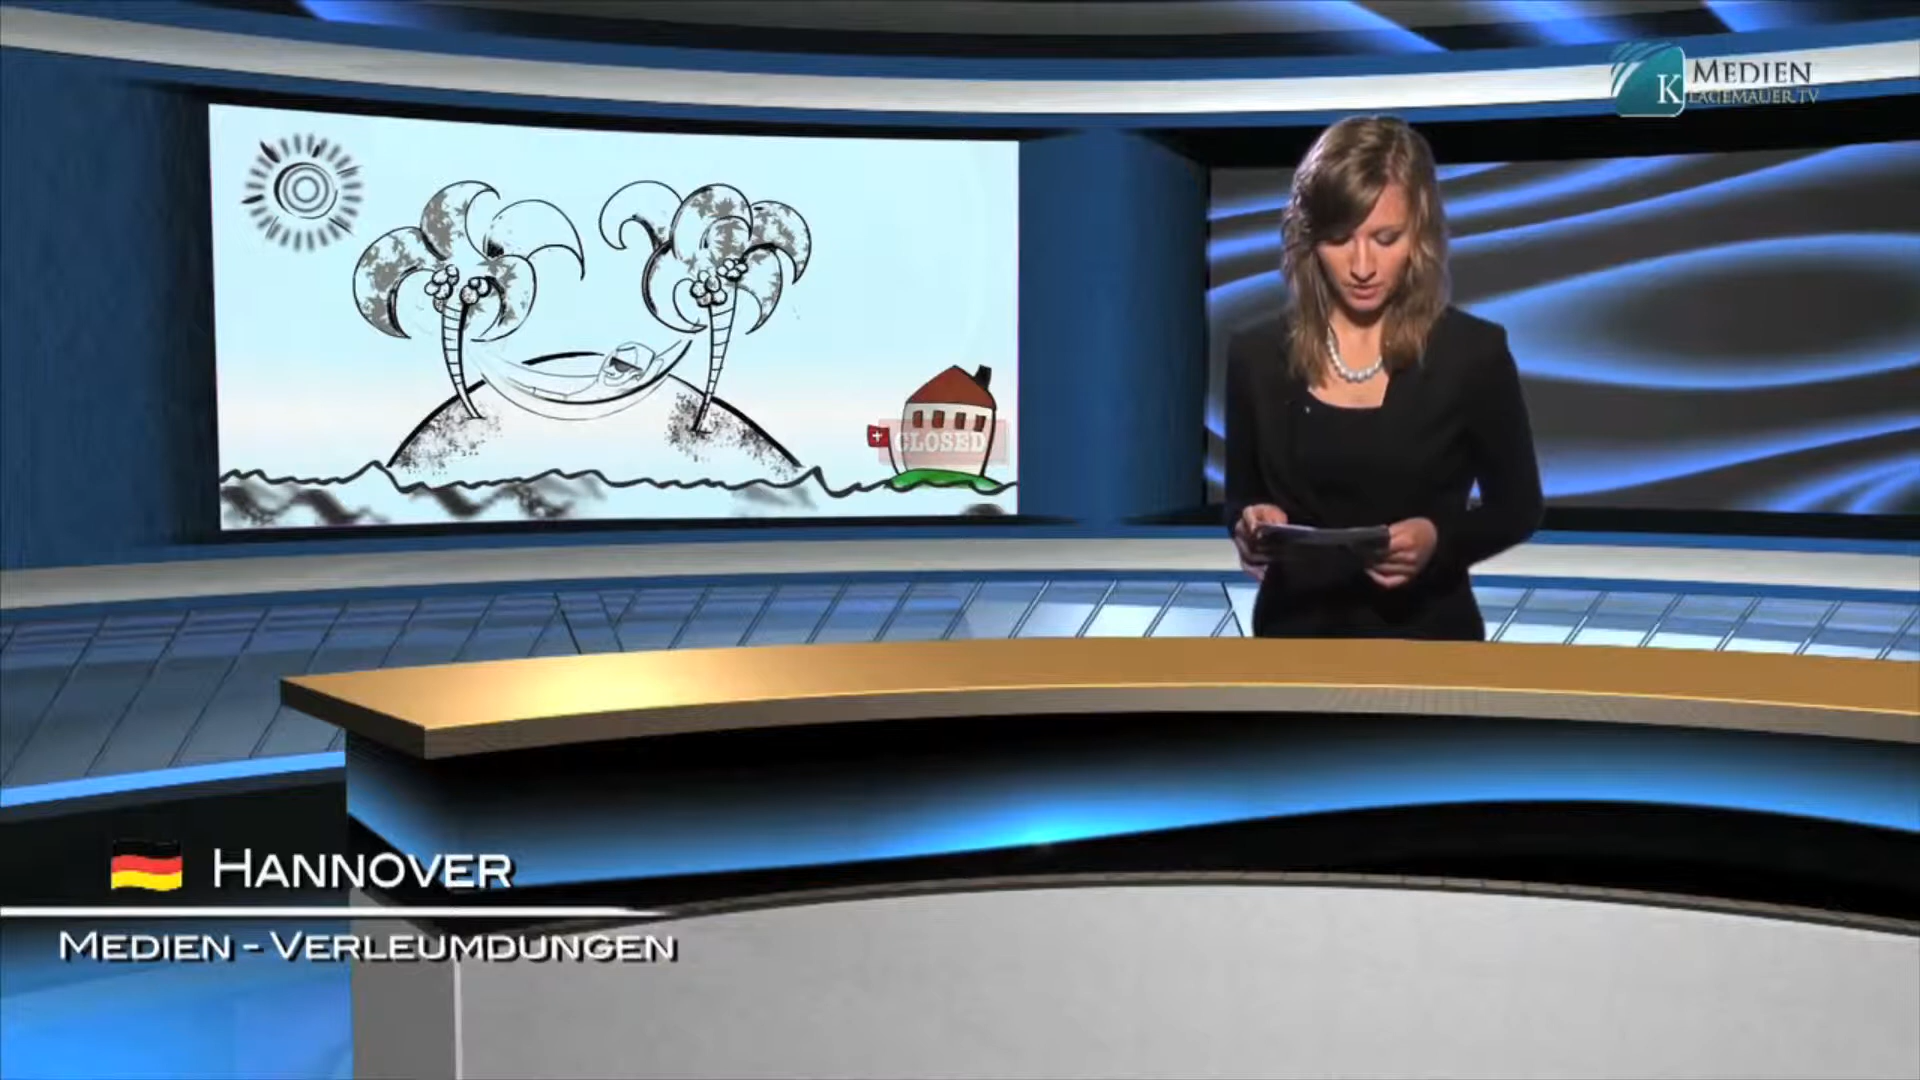 MEDIEN
KLAGEMAUER.TV
CLOSED
HANNOVER
MEDIEN - VERLEUMDUNGEN